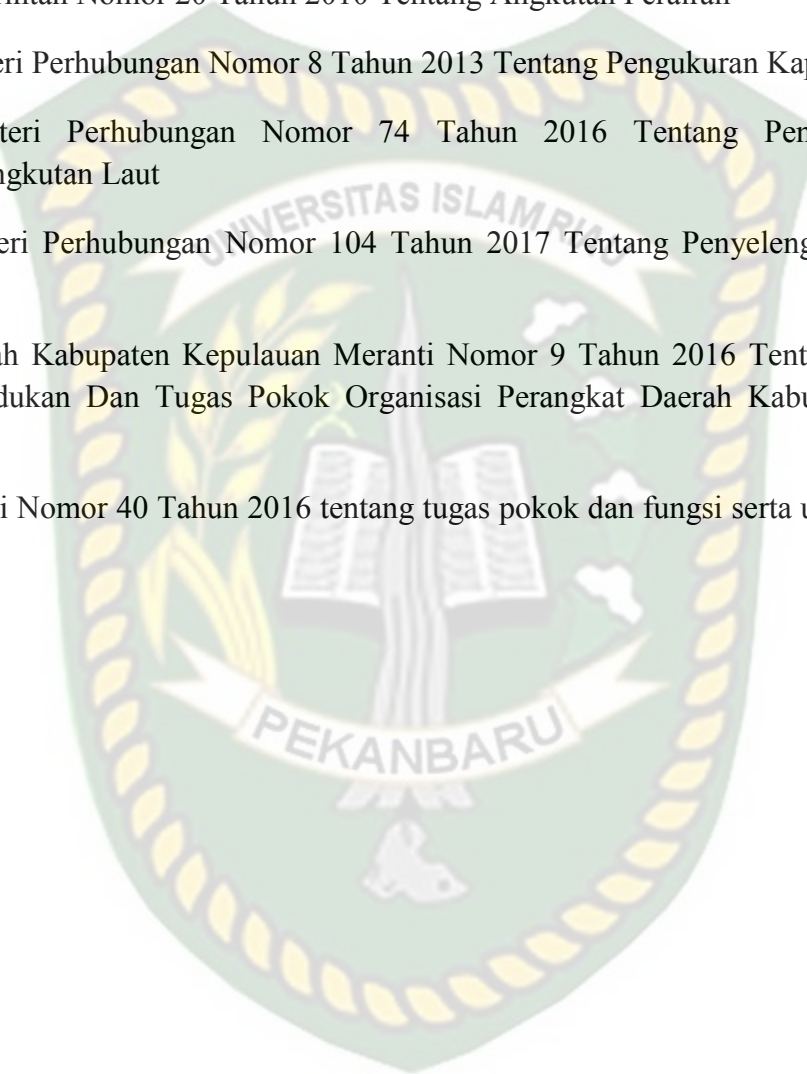 rintah Nomor 20 Tahun 2010 Tentang Angkutan Perairan
eri Perhubungan Nomor 8 Tahun 2013 Tentang Pengukuran Kap
teri Perhubungan Nomor 74 Tahun 2016 Tentang Pen
ngkutan Laut
eri Perhubungan Nomor 104 Tahun 2017 Tentang Penyeleng
ah Kabupaten Kepulauan Meranti Nomor 9 Tahun 2016 Tent
dukan Dan Tugas Pokok Organisasi Perangkat Daerah Kabu
i Nomor 40 Tahun 2016 tentang tugas pokok dan fungsi serta u
UNIVERSITAS ISLAM RIAU
PEKANBARU